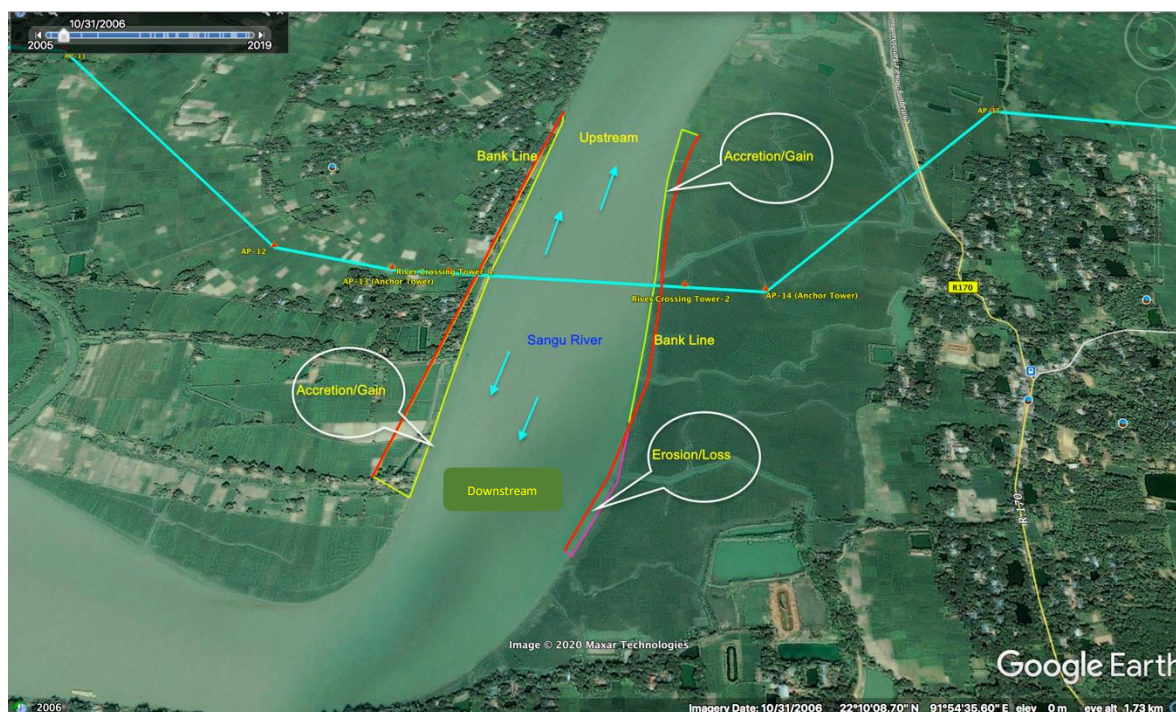 10/31/2006
2005
2019
AP-11
Upstream
Bank Line
Accretion/Gain
AP-15
AP-12
River Crossing Tower-1
AP-13 (Anchor Tower)
River Crossing Tower-2
AP-14 (Anchor Tower)
R170
Sangu River
Bank Line
Accretion/Gain
Erosion/Loss
Downstream
R170
Image © 2020 Maxar Technologies
Google Earth
2006
Imagery Date: 10/31/2006 22°10'08.70" N 91°54'35.60" E elev 0 m eye alt 1.73 km